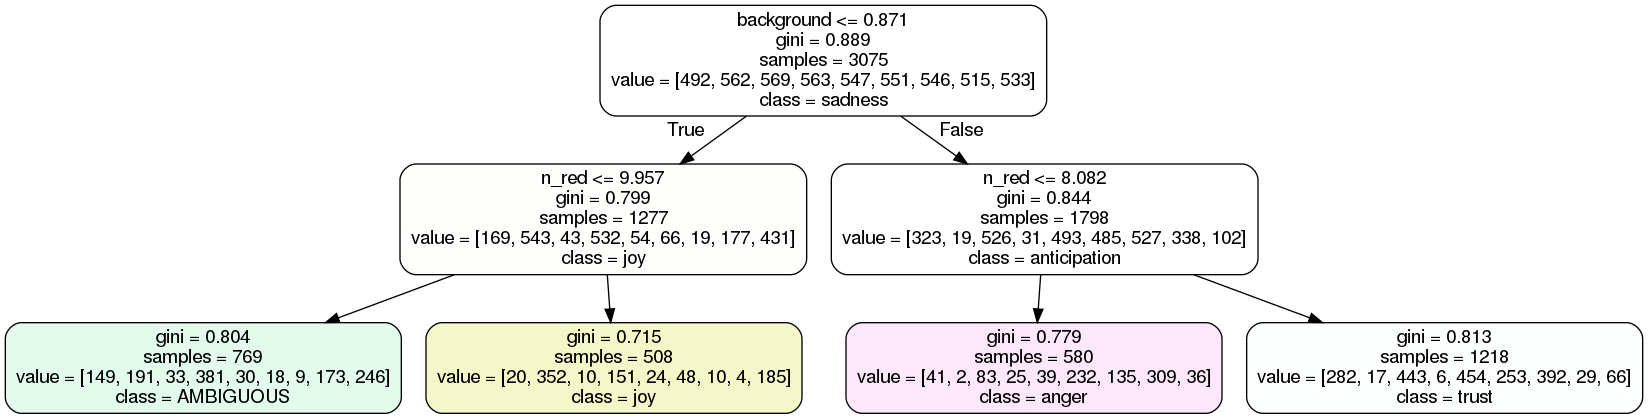 background <= 0.871
gini = 0.889
samples = 3075
value = [492, 562, 569, 563, 547, 551, 546, 515, 533]
class = sadness
True
False
n_red <= 9.957
gini = 0.799
samples = 1277
value = [169, 543, 43, 532, 54, 66, 19, 177, 431]
class = joy
n_red <= 8.082
gini = 0.844
samples = 1798
value = [323, 19, 526, 31, 493, 485, 527, 338, 102]
class = anticipation
gini = 0.804
samples = 769
value = [149, 191, 33, 381, 30, 18, 9, 173, 246]
class = AMBIGUOUS
gini = 0.715
samples = 508
value = [20, 352, 10, 151, 24, 48, 10, 4, 185]
class = joy
gini = 0.779
samples = 580
value = [41, 2, 83, 25, 39, 232, 135, 309, 36]
class = anger
gini = 0.813
samples = 1218
value = [282, 17, 443, 6, 454, 253, 392, 29, 66]
class = trust